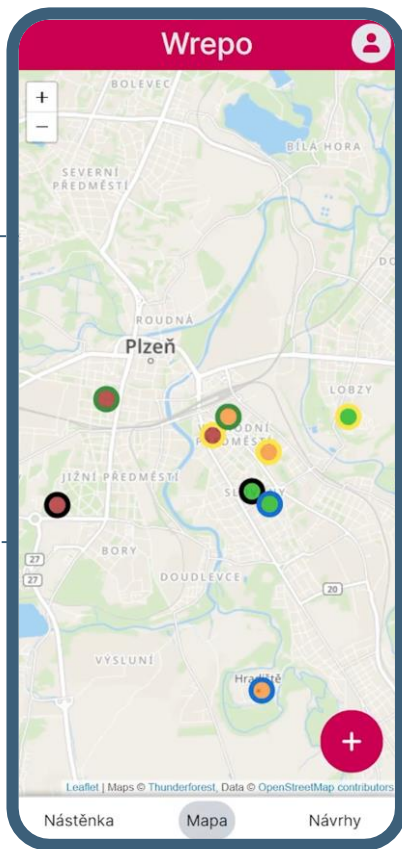 Wrepo
+
−
BOLEVEC
BÍLÁ HORA
SEVERNÍ
PŘEDMĚSTÍ
ROUDNÁ
Plzeň
LOBZY
PŘEDMĚSTÍ
JIŽNÍ PŘEDMĚSTÍ
BORY
27
27
DOUDLEVCE
20
VÝSLUNÍ
Hradiště
+
Leaflet | Maps © Thunderforest, Data © OpenStreetMap contributors
Nástěnka
Mapa
Návrhy